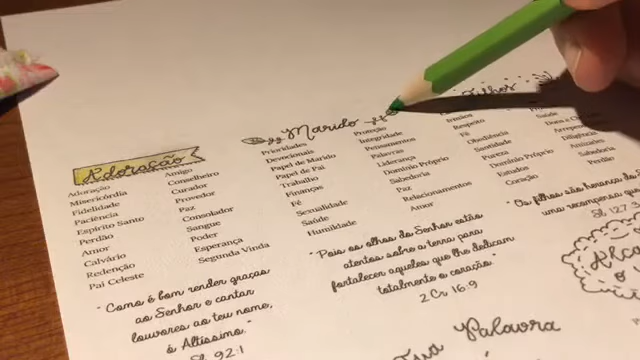 Adoração
Adoração
Misericórdia
Fidelidade
Paciência
Espírito Santo
Perdão
Amor
Calvário
Redenção
Pai Celeste
Amigo
Conselheiro
Curador
Provedor
Paz
Consolador
Sangue
Poder
Esperança
Segunda Vinda
"Como é bom render graças
ao Senhor e cantar
louvores ao teu nome,
ó Altíssimo."
Sl. 92:1
Marido
Prioridades
Devocionais
Papel de Marido
Papel de Pai
Trabalho
Finanças
Fé
Sexualidade
Saúde
Humildade
Proteção
Integridade
Pensamentos
Palavras
Liderança
Domínio Próprio
Sabedoria
Paz
Relacionamentos
Amor
"Pois os olhos do Senhor estão
atentos sobre a terra para
fortalecer aqueles que lhe dedicam
totalmente o coração."
2 Cr 16:9
Filhos
Respeito
Fé
Obediência
Santidade
Pureza
Domínio Próprio
Estudos
Coração
Amizades
Sabedoria
Perdão
"Os filhos são herança do S
uma recompensa q
Sl. 127:3
o
Tua Palavra